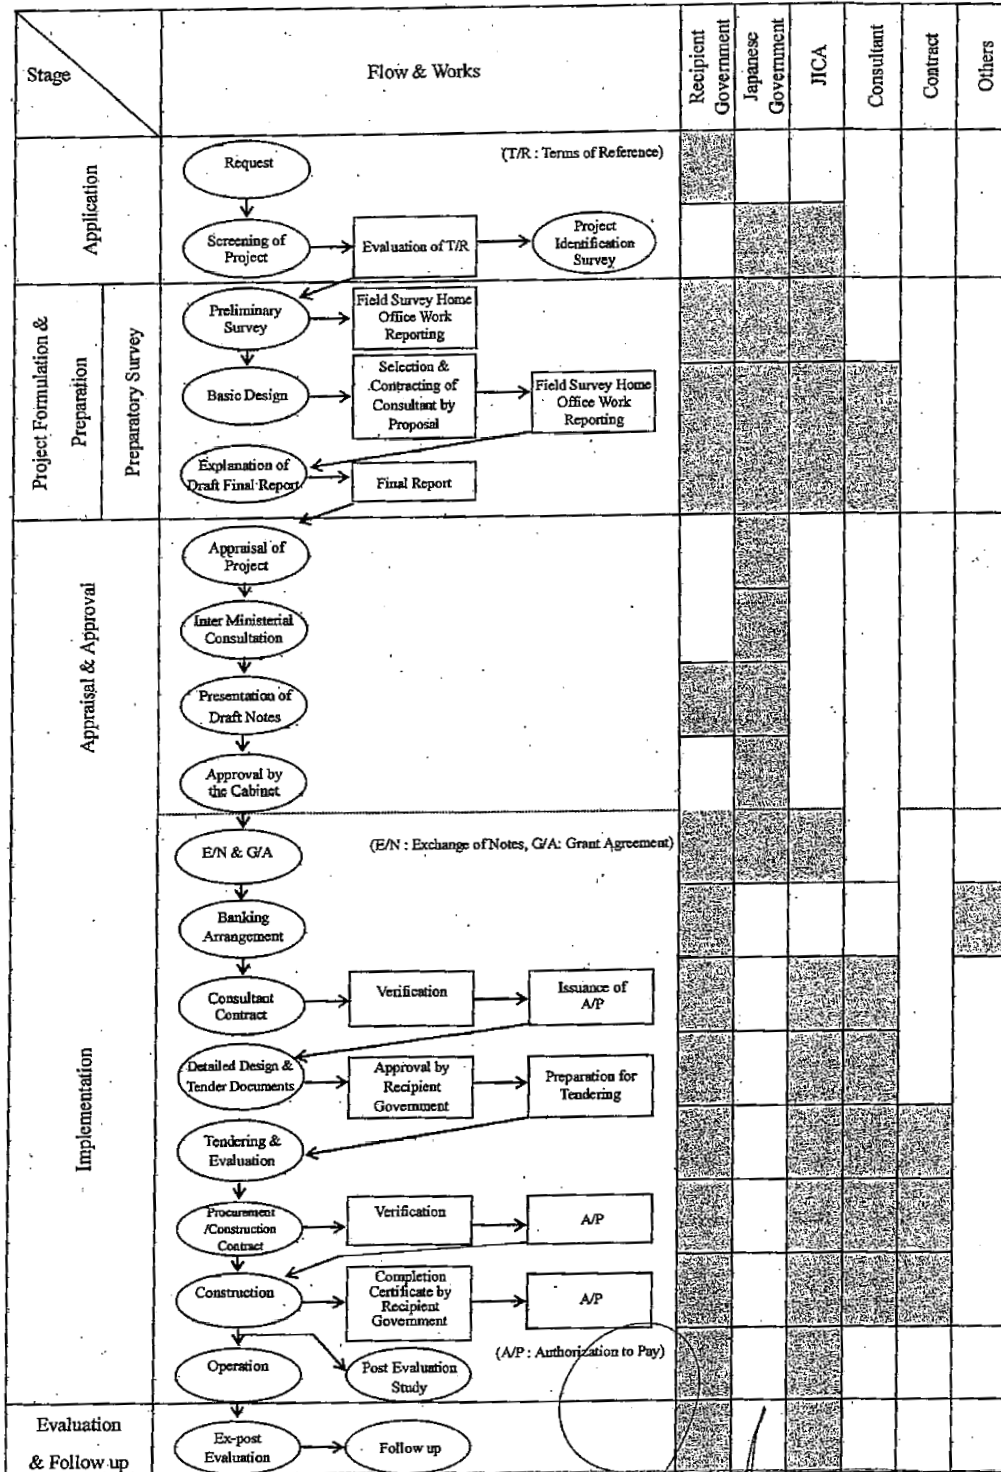 Stage
Flow & Works
Recipient
Government
Japanese
Government
JICA
Consultant
Contract
Others
Application
Request
(T/R : Terms of Reference)
Screening of
Project
Evaluation of T/R
Project
Identification
Survey
Project Formulation &
Preparation
Preparatory Survey
Preliminary
Survey
Field Survey Home
Office Work
Reporting
Basic Design
Selection &
Contracting of
Consultant by
Proposal
Field Survey Home
Office Work
Reporting
Explanation of
Draft Final Report
Final Report
Appraisal & Approval
Appraisal of
Project
Inter Ministerial
Consultation
Presentation of
Draft Notes
Approval by
the Cabinet
Implementation
E/N & G/A
(E/N : Exchange of Notes, G/A: Grant Agreement)
Banking
Arrangement
Consultant
Contract
Verification
Issuance of
A/P
Detailed Design &
Tender Documents
Approval by
Recipient
Government
Preparation for
Tendering
Tendering &
Evaluation
Procurement
/Construction
Contract
Verification
A/P
Construction
Completion
Certificate by
Recipient
Government
A/P
Operation
Post Evaluation
Study
(A/P : Authorization to Pay)
Evaluation
& Follow up
Ex-post
Evaluation
Follow up